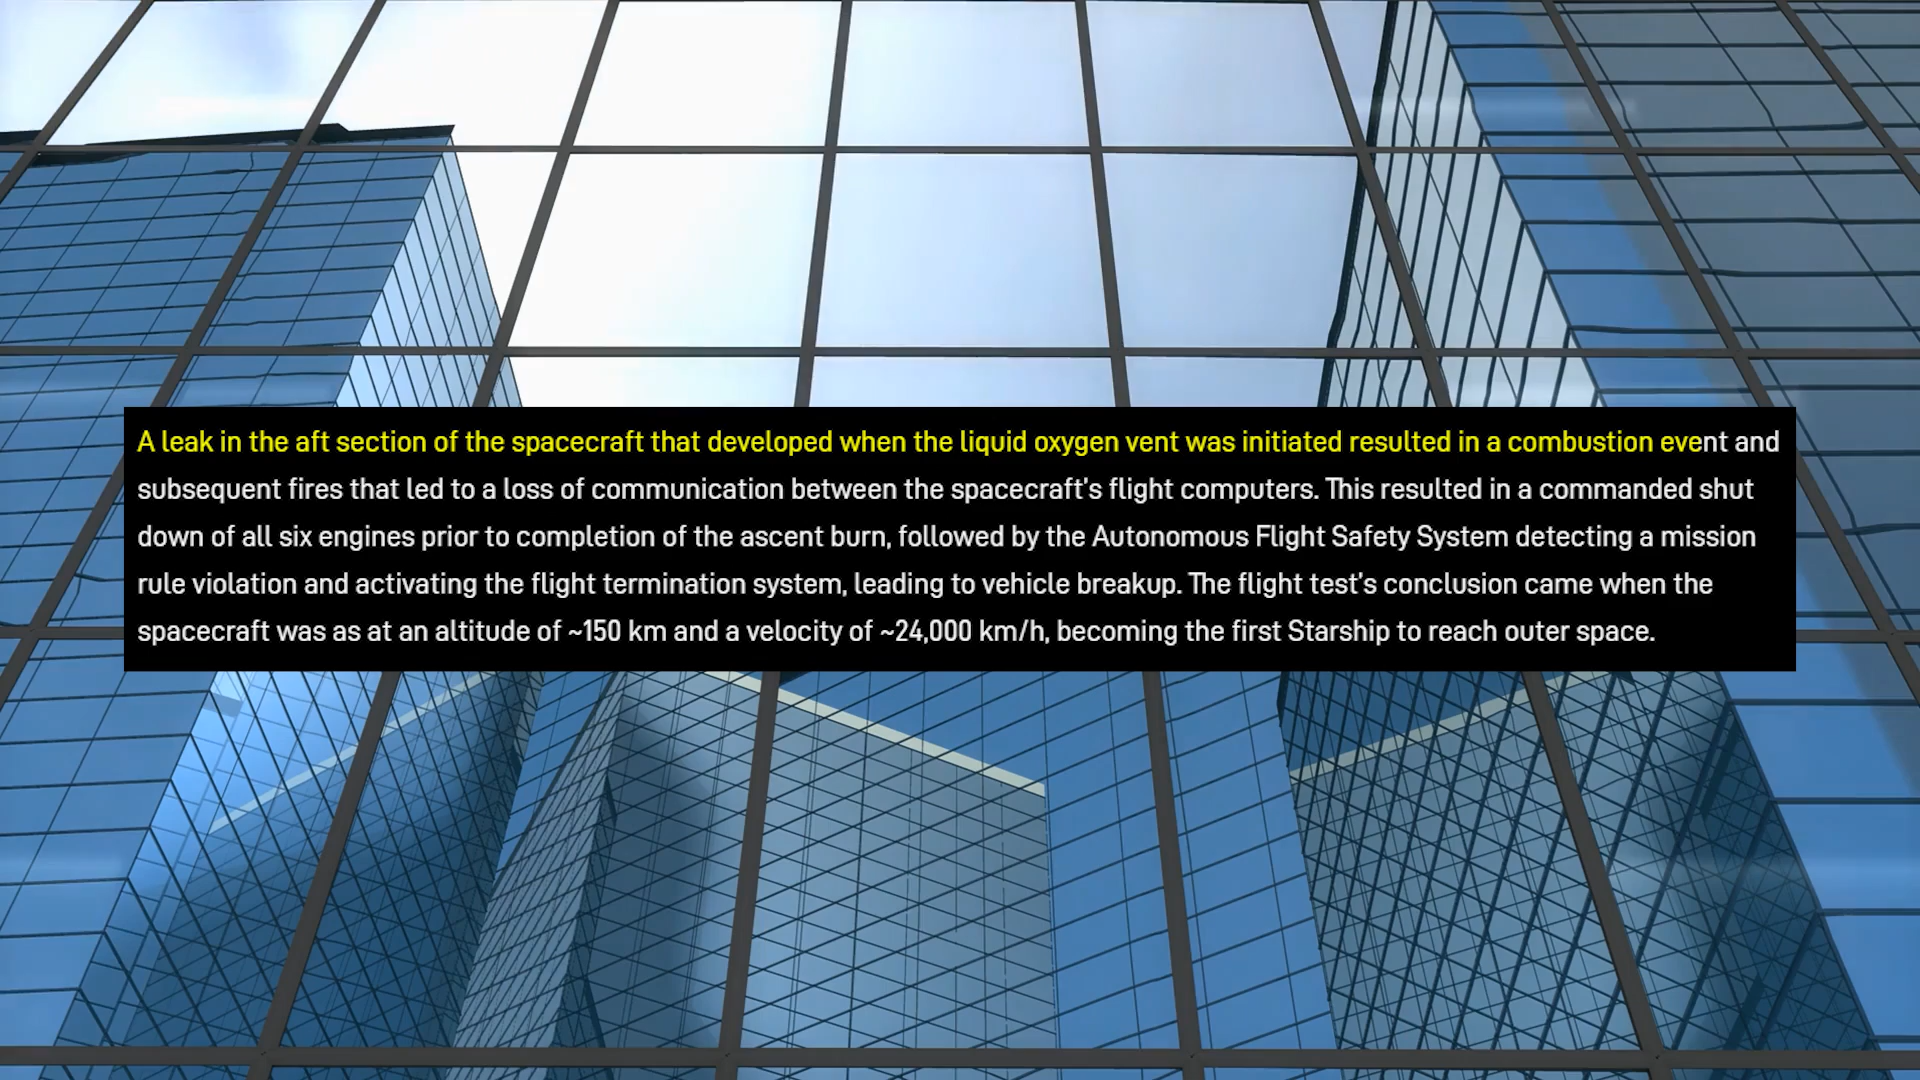 A leak in the aft section of the spacecraft that developed when the liquid oxygen vent was initiated resulted in a combustion event and
subsequent fires that led to a loss of communication between the spacecraft's flight computers. This resulted in a commanded shut
down of all six engines prior to completion of the ascent burn, followed by the Autonomous Flight Safety System detecting a mission
rule violation and activating the flight termination system, leading to vehicle breakup. The flight test's conclusion came when the
spacecraft was as at an altitude of ~150 km and a velocity of ~24,000 km/h, becoming the first Starship to reach outer space.